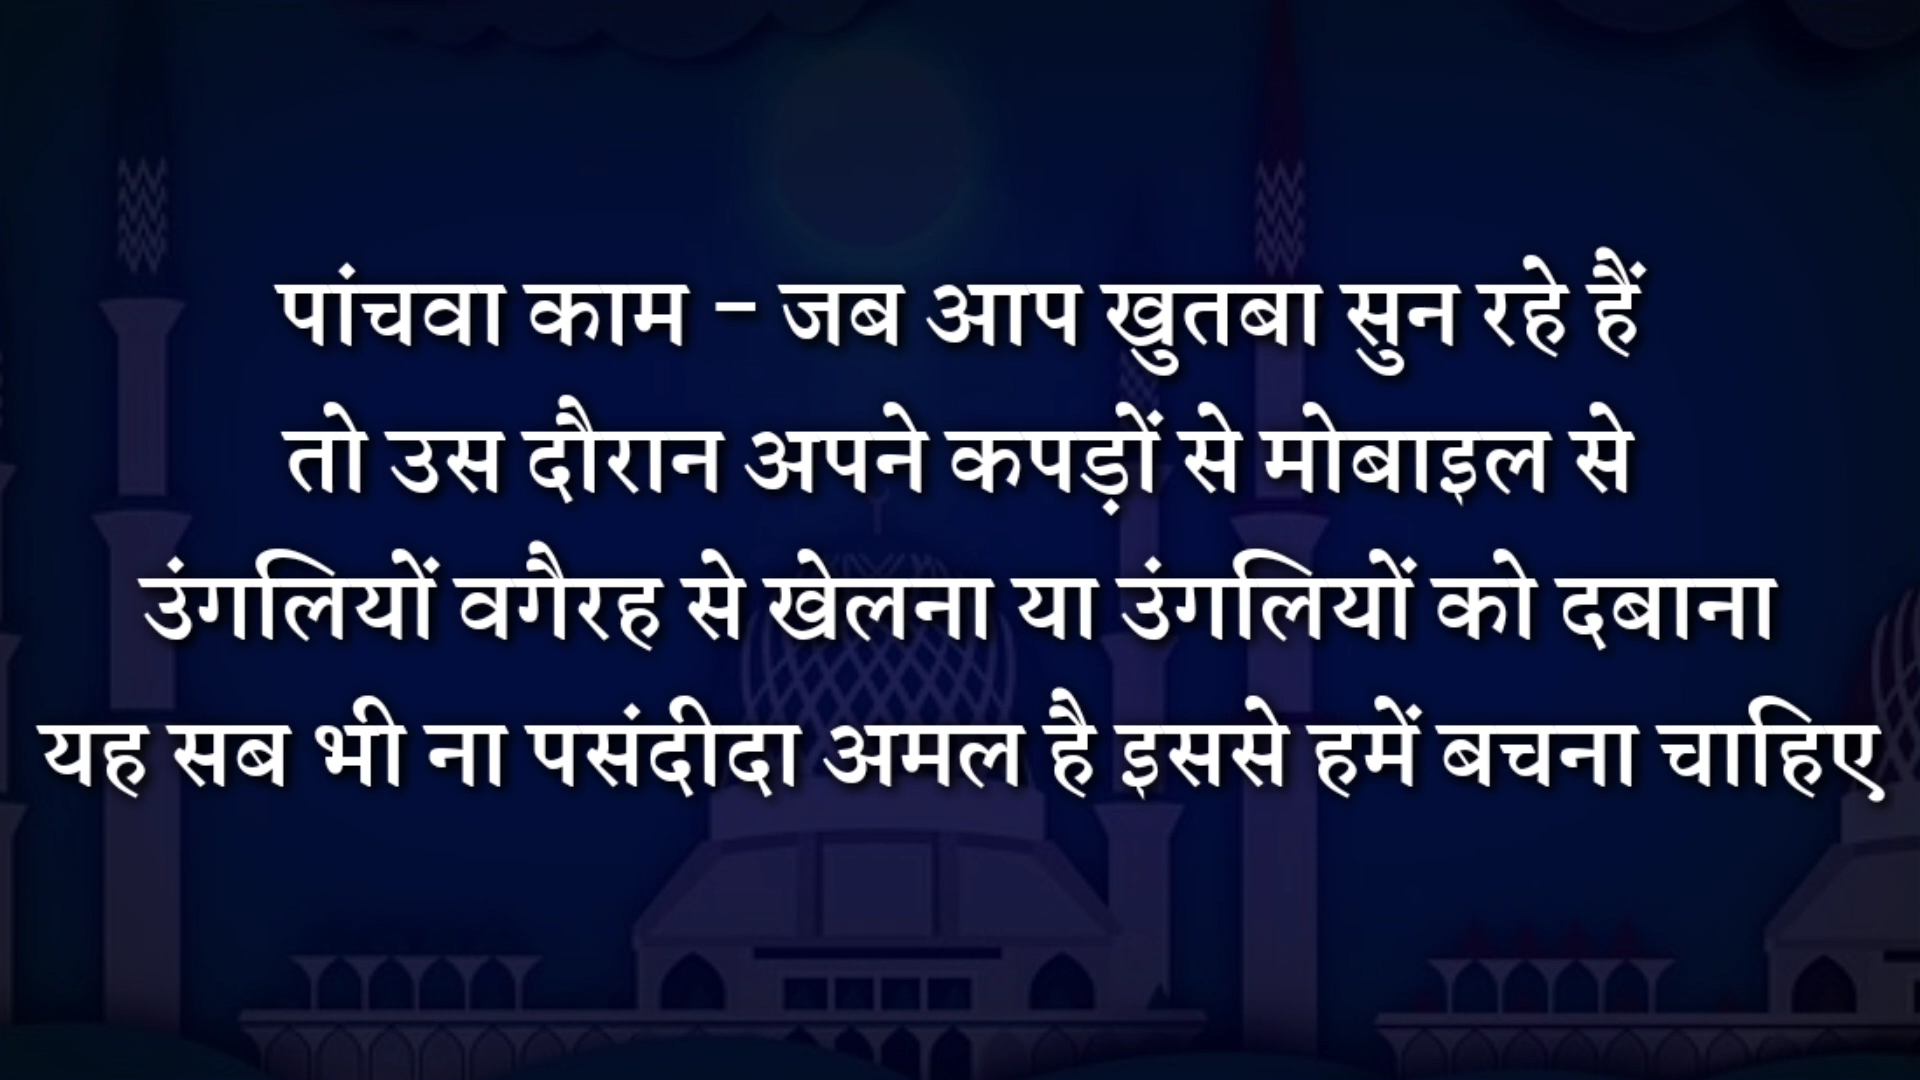 पांचवा काम - जब आप खुतबा सुन रहे हैं
तो उस दौरान अपने कपड़ों से मोबाइल से
उंगलियों वगैरह से खेलना या उंगलियों को दबाना
यह सब भी ना पसंदीदा अमल है इससे हमें बचना चाहिए